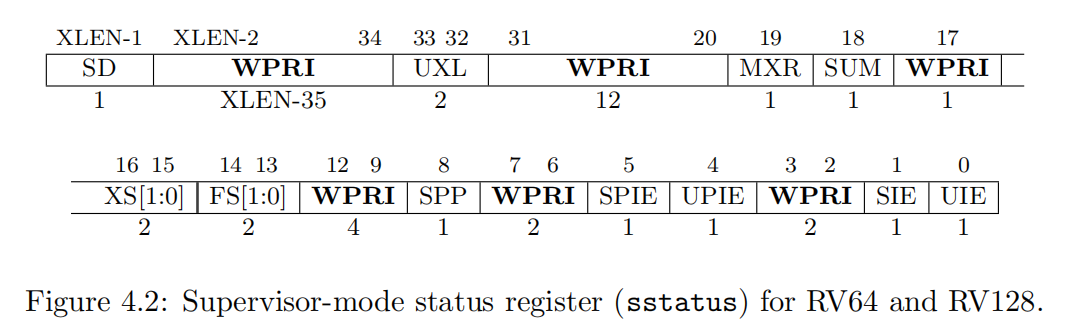 XLEN-1 XLEN-2 34 33 32 31 20 19 18 17
SD WPRI UXL WPRI MXR SUM WPRI
1 XLEN-35 2 12 1 1 1
16 15 14 13 12 9 8 7 6 5 4 3 2 1 0
XS[1:0] FS[1:0] WPRI SPP WPRI SPIE UPIE WPRI SIE UIE
2 2 4 1 2 1 1 2 1 1
Figure 4.2: Supervisor-mode status register (sstatus) for RV64 and RV128.